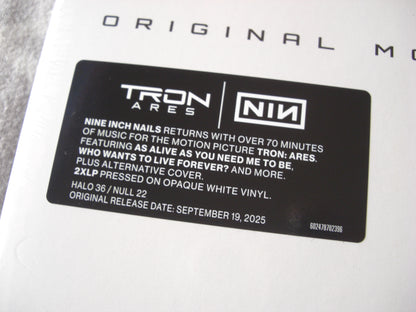 ORIGINAL MO
TRON
ARES
NIN
NINE INCH NAILS RETURNS WITH OVER 70 MINUTES
OF MUSIC FOR THE MOTION PICTURE TRON: ARES.
FEATURING AS ALIVE AS YOU NEED ME TO BE,
WHO WANTS TO LIVE FOREVER? AND MORE.
PLUS ALTERNATIVE COVER.
2XLP PRESSED ON OPAQUE WHITE VINYL.
HALO 36 / NULL 22
ORIGINAL RELEASE DATE: SEPTEMBER 19, 2025
602478702396